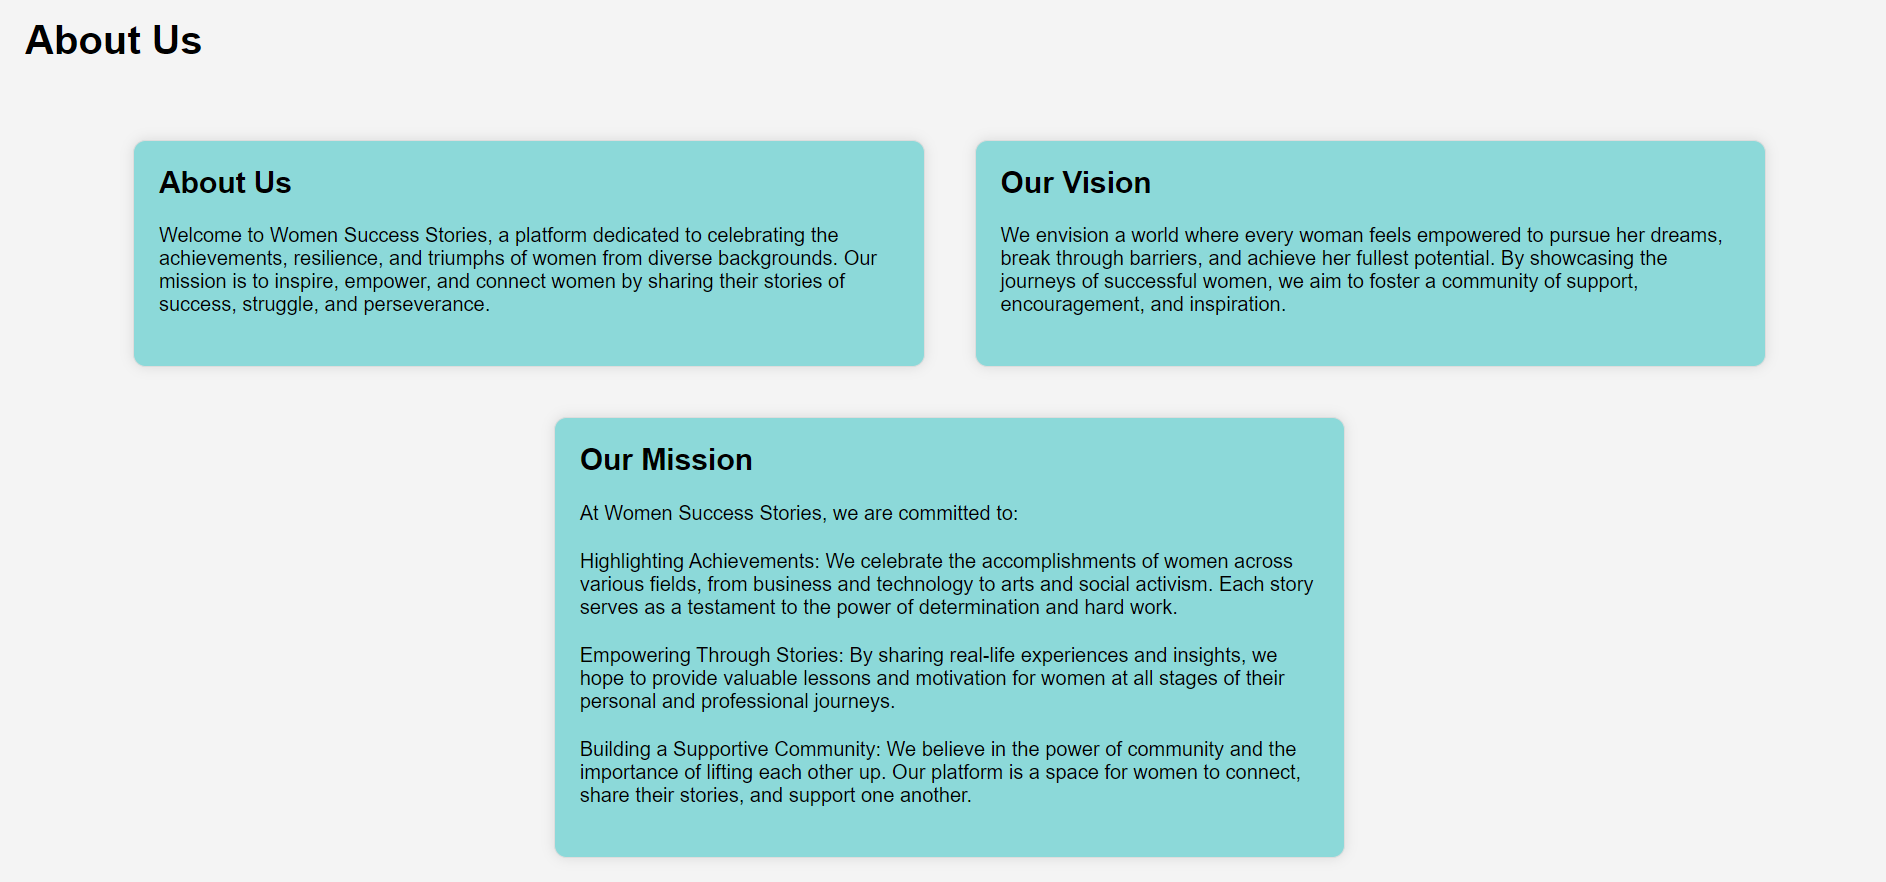 About Us
About Us
Welcome to Women Success Stories, a platform dedicated to celebrating the
achievements, resilience, and triumphs of women from diverse backgrounds. Our
mission is to inspire, empower, and connect women by sharing their stories of
success, struggle, and perseverance.
Our Vision
We envision a world where every woman feels empowered to pursue her dreams,
break through barriers, and achieve her fullest potential. By showcasing the
journeys of successful women, we aim to foster a community of support,
encouragement, and inspiration.
Our Mission
At Women Success Stories, we are committed to:
Highlighting Achievements: We celebrate the accomplishments of women across
various fields, from business and technology to arts and social activism. Each story
serves as a testament to the power of determination and hard work.
Empowering Through Stories: By sharing real-life experiences and insights, we
hope to provide valuable lessons and motivation for women at all stages of their
personal and professional journeys.
Building a Supportive Community: We believe in the power of community and the
importance of lifting each other up. Our platform is a space for women to connect,
share their stories, and support one another.